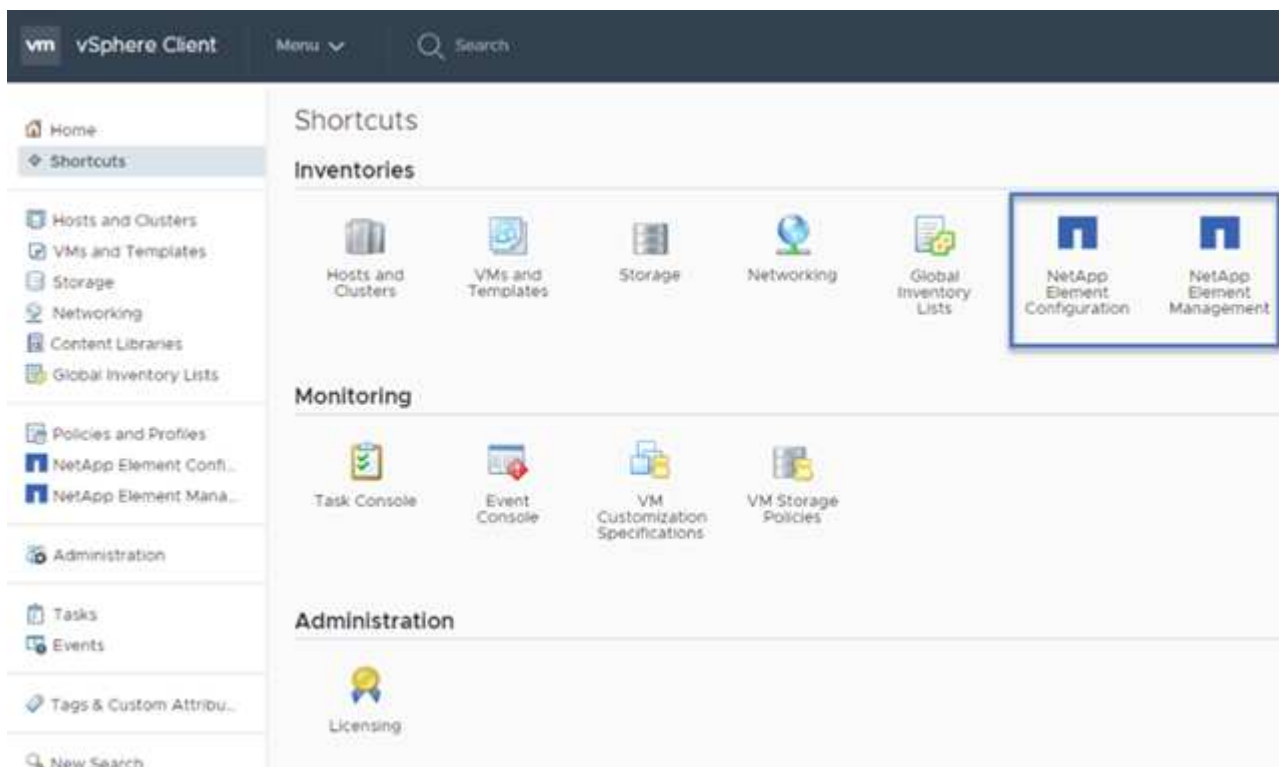 vm vSphere Client Menu Search
Home
Shortcuts
Hosts and Clusters
VMs and Templates
Storage
Networking
Content Libraries
Global Inventory Lists
Policies and Profiles
NetApp Element Confi...
NetApp Element Mana...
Administration
Tasks
Events
Tags & Custom Attribu...
New Search
Shortcuts
Inventories
Hosts and
Clusters
VMs and
Templates
Storage
Networking
Global
Inventory
Lists
NetApp
Element
Configuration
NetApp
Element
Management
Monitoring
Task Console
Event
Console
VM
Customization
Specifications
VM Storage
Policies
Administration
Licensing